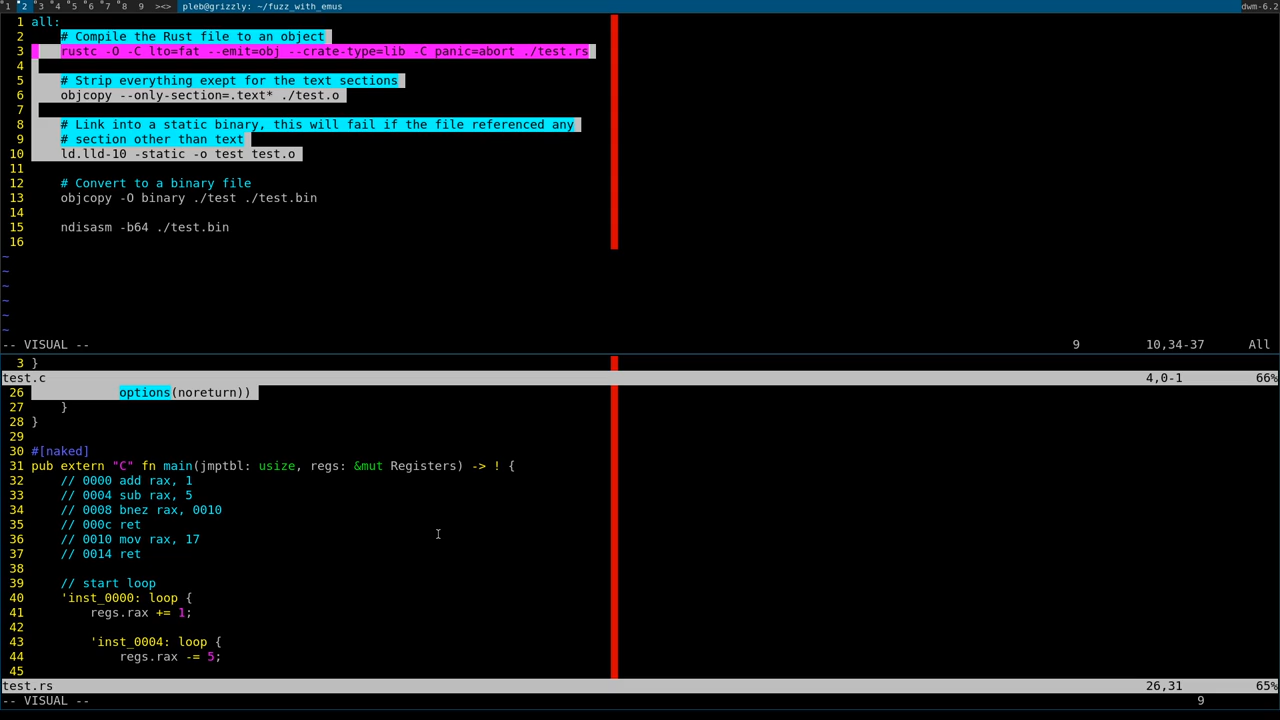 1 2 3 4 5 6 7 8 9 ><> pleb@grizzly: ~/fuzz_with_emus dwm-6.2
1 all:
2 # Compile the Rust file to an object
3 rustc -O -C lto=fat --emit=obj --crate-type=lib -C panic=abort ./test.rs
4
5 # Strip everything exept for the text sections
6 objcopy --only-section=.text* ./test.o
7
8 # Link into a static binary, this will fail if the file referenced any
9 # section other than text
10 ld.lld-10 -static -o test test.o
11
12 # Convert to a binary file
13 objcopy -O binary ./test ./test.bin
14
15 ndisasm -b64 ./test.bin
16
~
~
~
~
~
~
-- VISUAL -- 9 10,34-37 All
3 }
test.c 4,0-1 66%
26 options(noreturn))
27 }
28 }
29
30 #[naked]
31 pub extern "C" fn main(jmptbl: usize, regs: &mut Registers) -> ! {
32 // 0000 add rax, 1
33 // 0004 sub rax, 5
34 // 0008 bnez rax, 0010
35 // 000c ret
36 // 0010 mov rax, 17
37 // 0014 ret
38
39 // start loop
40 'inst_0000: loop {
41 regs.rax += 1;
42
43 'inst_0004: loop {
44 regs.rax -= 5;
45
test.rs 26,31 65%
-- VISUAL -- 9